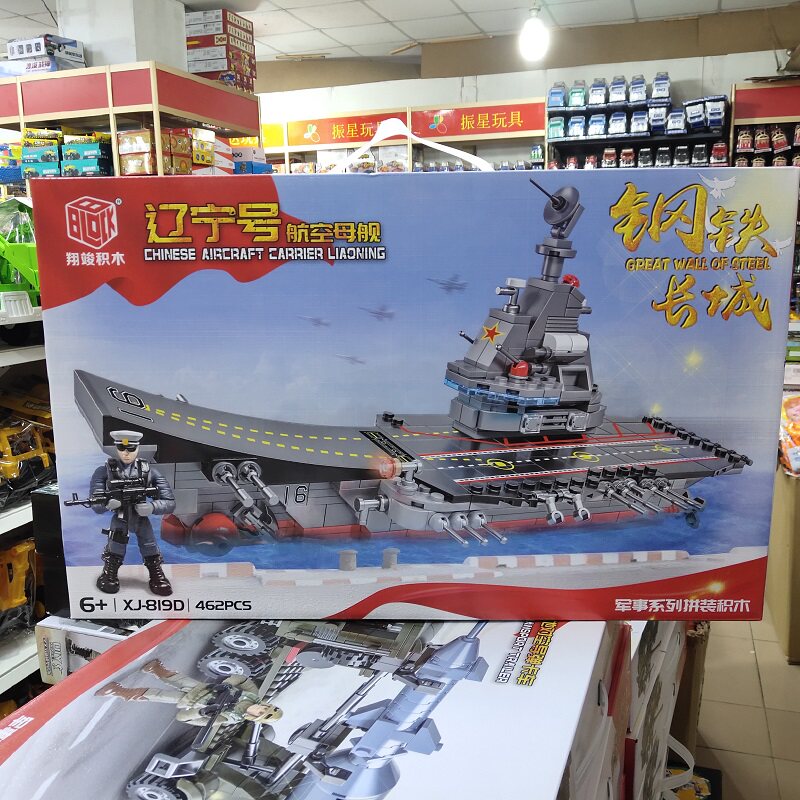 振星玩具
振星玩具
BLOCK
翔竣积木
辽宁号 航空母舰
CHINESE AIRCRAFT CARRIER LIAONING
钢铁
GREAT WALL OF STEEL
长城
16
16
6+ | XJ-819D | 462PCS
军事系列拼装积木